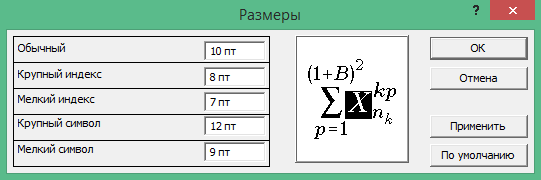 Размеры
? ×
Обычный 10 пт
Крупный индекс 8 пт
Мелкий индекс 7 пт
Крупный символ 12 пт
Мелкий символ 9 пт
(1+B)²
∑ X kp
n k
p=1
OK
Отмена
Применить
По умолчанию